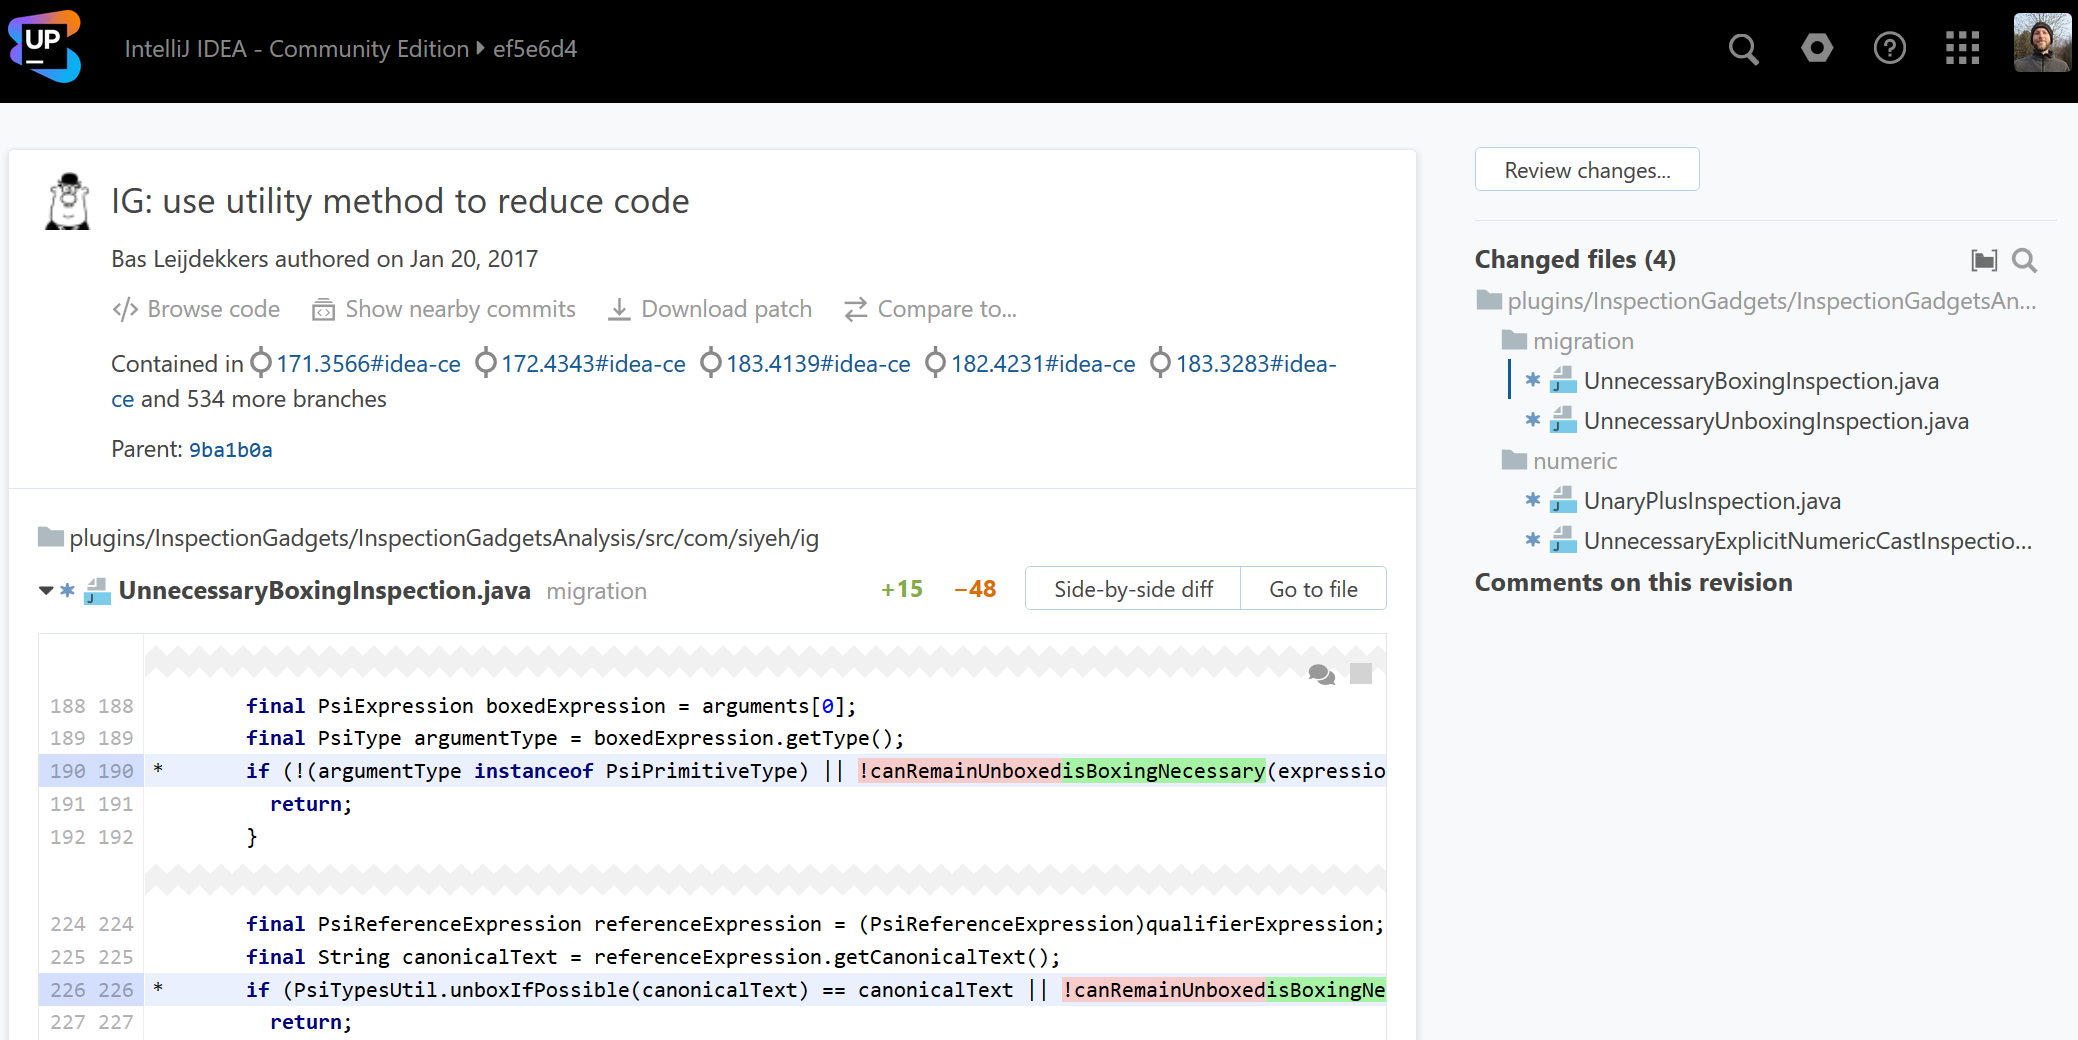 UP
IntelliJ IDEA - Community Edition ef5e6d4
IG: use utility method to reduce code
Bas Leijdekkers authored on Jan 20, 2017
Browse code Show nearby commits Download patch Compare to...
Contained in 171.3566#idea-ce 172.4343#idea-ce 183.4139#idea-ce 182.4231#idea-ce 183.3283#idea-
ce and 534 more branches
Parent: 9ba1b0a
plugins/InspectionGadgets/InspectionGadgetsAnalysis/src/com/siyeh/ig
* J UnnecessaryBoxingInspection.java migration +15 −48 Side-by-side diff Go to file
188 188 final PsiExpression boxedExpression = arguments[0];
189 189 final PsiType argumentType = boxedExpression.getType();
190 190 * if (!(argumentType instanceof PsiPrimitiveType) || !canRemainUnboxedisBoxingNecessary(expressio
191 191 return;
192 192 }
224 224 final PsiReferenceExpression referenceExpression = (PsiReferenceExpression)qualifierExpression;
225 225 final String canonicalText = referenceExpression.getCanonicalText();
226 226 * if (PsiTypesUtil.unboxIfPossible(canonicalText) == canonicalText || !canRemainUnboxedisBoxingNe
227 227 return;
Review changes...
Changed files (4)
plugins/InspectionGadgets/InspectionGadgetsAn...
migration
* J UnnecessaryBoxingInspection.java
* J UnnecessaryUnboxingInspection.java
numeric
* J UnaryPlusInspection.java
* J UnnecessaryExplicitNumericCastInspectio...
Comments on this revision